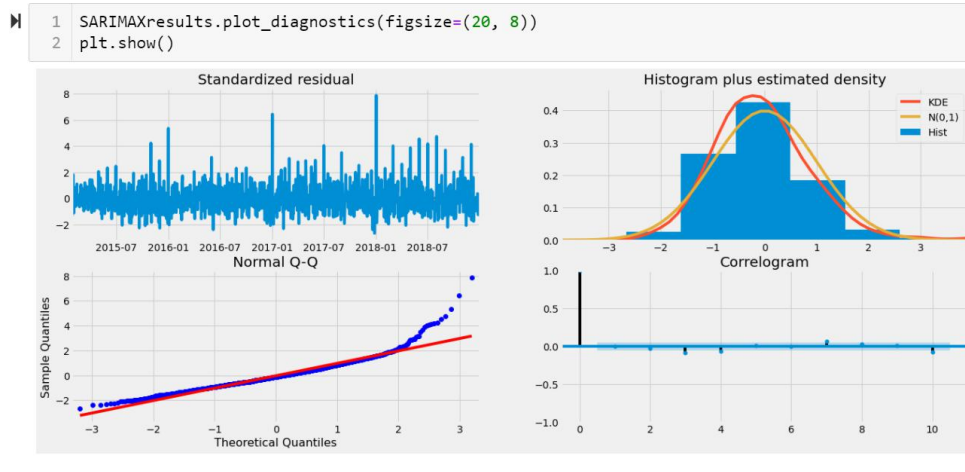 1 SARIMAXresults.plot_diagnostics(figsize=(20, 8))
2 plt.show()
Standardized residual
8
6
4
2
0
−2
2015-07 2016-01 2016-07 2017-01 2017-07 2018-01 2018-07
Histogram plus estimated density
KDE
N(0,1)
Hist
0.4
0.3
0.2
0.1
0.0
−3 −2 −1 0 1 2 3
Normal Q-Q
Sample Quantiles
8
6
4
2
0
−2
−3 −2 −1 0 1 2 3
Theoretical Quantiles
Correlogram
1.0
0.5
0.0
−0.5
−1.0
0 2 4 6 8 10